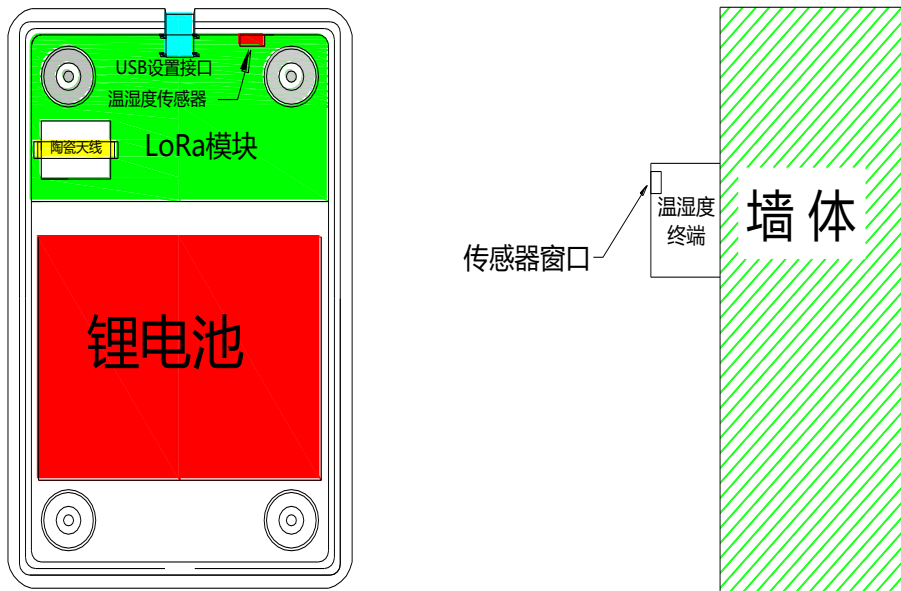 USB设置接口
温湿度传感器
陶瓷天线
LoRa模块
锂电池
传感器窗口
温湿度
终端
墙体